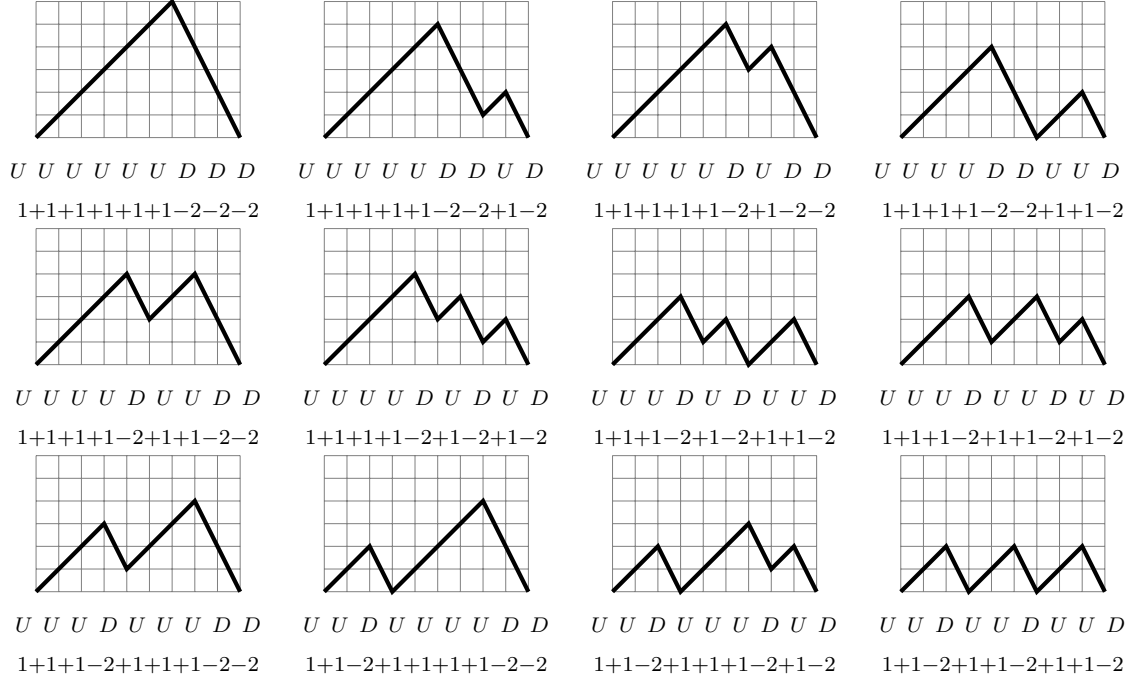 U U U U U U D D D    U U U U U D D U D    U U U U U D U D D    U U U U D D U U D
1+1+1+1+1+1−2−2−2    1+1+1+1+1−2−2+1−2    1+1+1+1+1−2+1−2−2    1+1+1+1−2−2+1+1−2
U U U U D U U D D    U U U U D U D U D    U U U D U D U U D    U U U D U U D U D
1+1+1+1−2+1+1−2−2    1+1+1+1−2+1−2+1−2    1+1+1−2+1−2+1+1−2    1+1+1−2+1+1−2+1−2
U U U D U U U D D    U U D U U U U D D    U U D U U U D U D    U U D U U D U U D
1+1+1−2+1+1+1−2−2    1+1−2+1+1+1+1−2−2    1+1−2+1+1+1−2+1−2    1+1−2+1+1−2+1+1−2